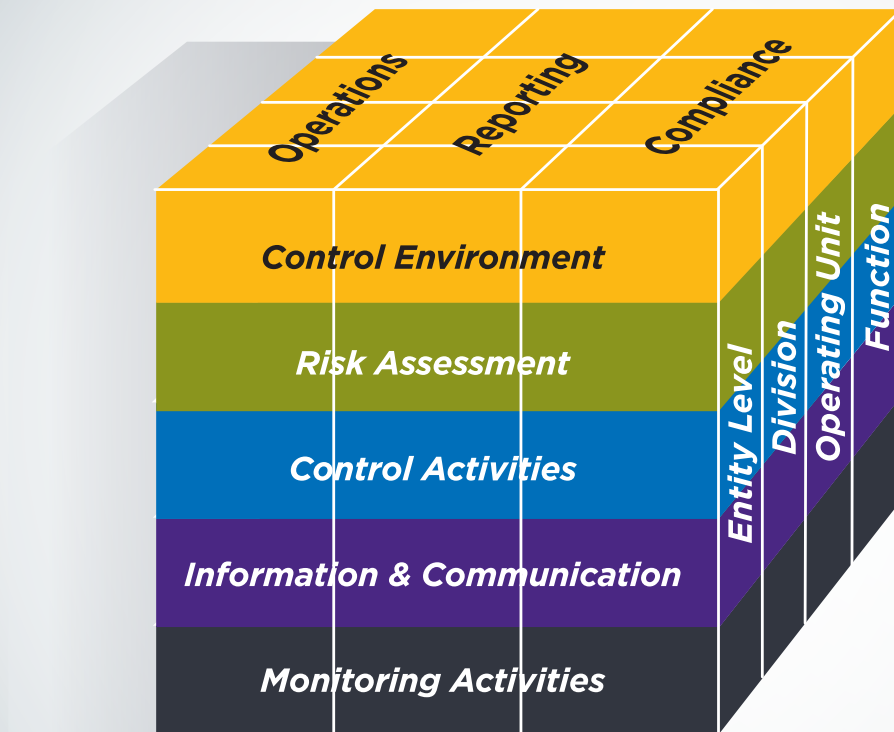 Operations
Reporting
Compliance
Control Environment
Risk Assessment
Control Activities
Information & Communication
Monitoring Activities
Entity Level
Division
Operating Unit
Function